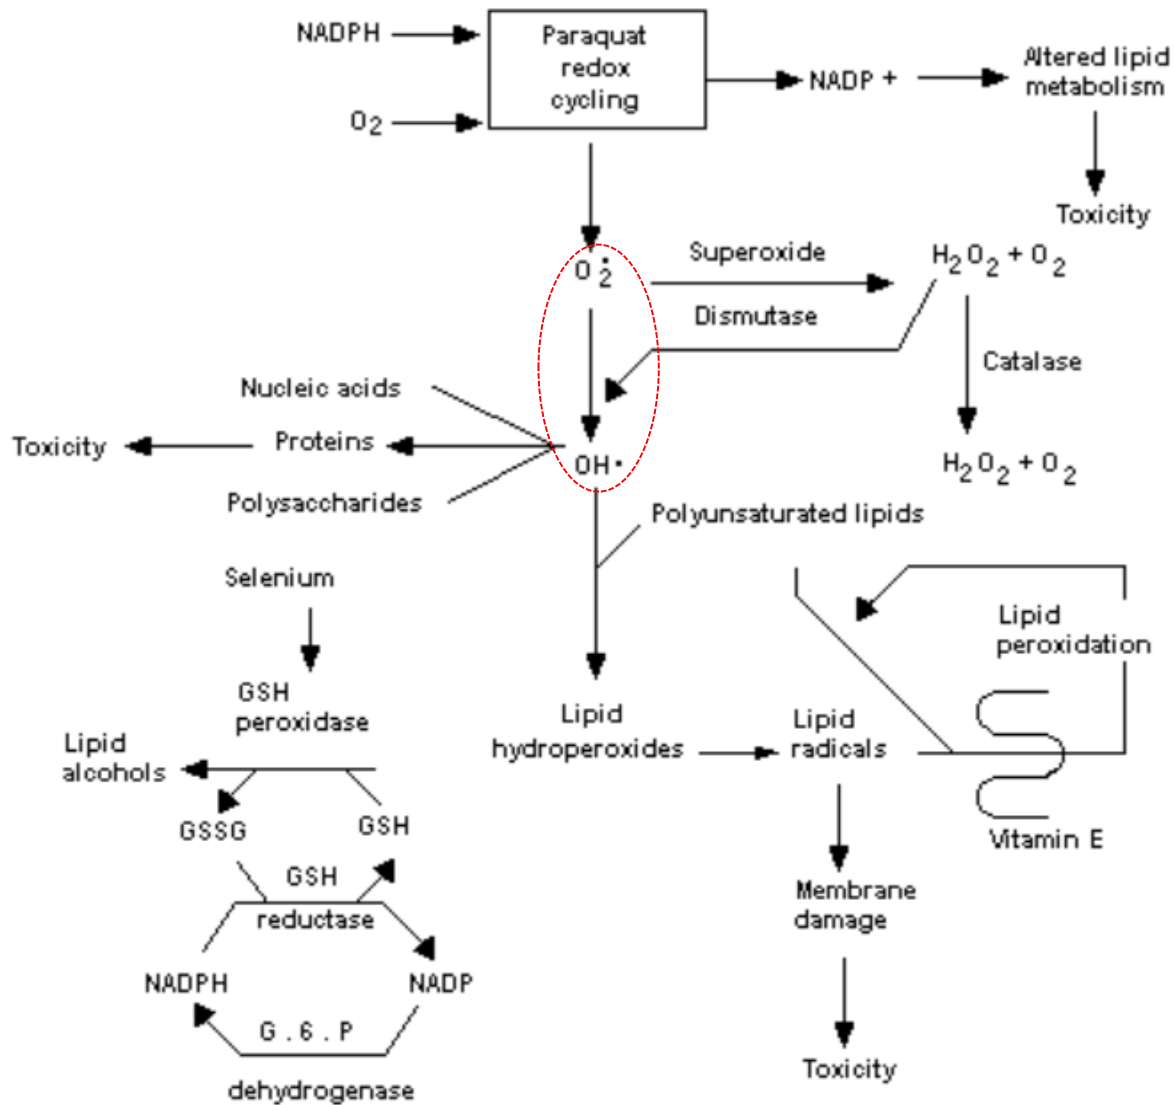 NADPH
Paraquat
redox
cycling
O2
NADP +
Altered lipid
metabolism
Toxicity
O2•
Superoxide
Dismutase
H2O2 + O2
Catalase
H2O2 + O2
Nucleic acids
Toxicity
Proteins
OH•
Polysaccharides
Polyunsaturated lipids
Selenium
Lipid
peroxidation
GSH
peroxidase
Lipid
alcohols
Lipid
hydroperoxides
Lipid
radicals
GSSG
GSH
Vitamin E
GSH
reductase
Membrane
damage
NADPH
NADP
G . 6 . P
dehydrogenase
Toxicity